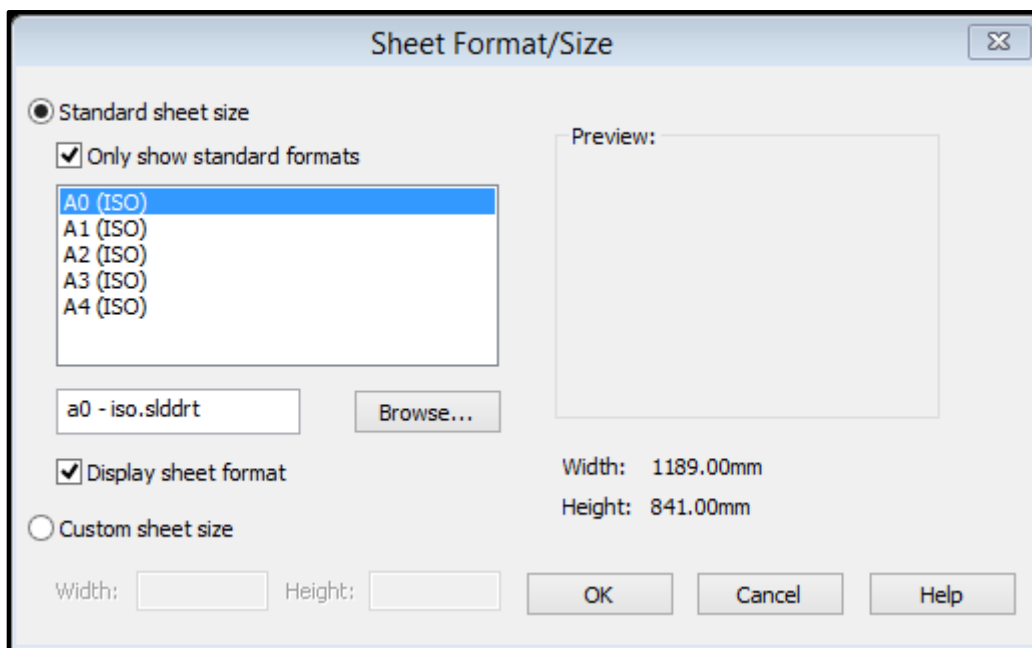 Sheet Format/Size
Standard sheet size
Only show standard formats
A0 (ISO)
A1 (ISO)
A2 (ISO)
A3 (ISO)
A4 (ISO)
a0 - iso.slddrt
Browse...
Display sheet format
Custom sheet size
Width:
Height:
Preview:
Width: 1189.00mm
Height: 841.00mm
OK
Cancel
Help